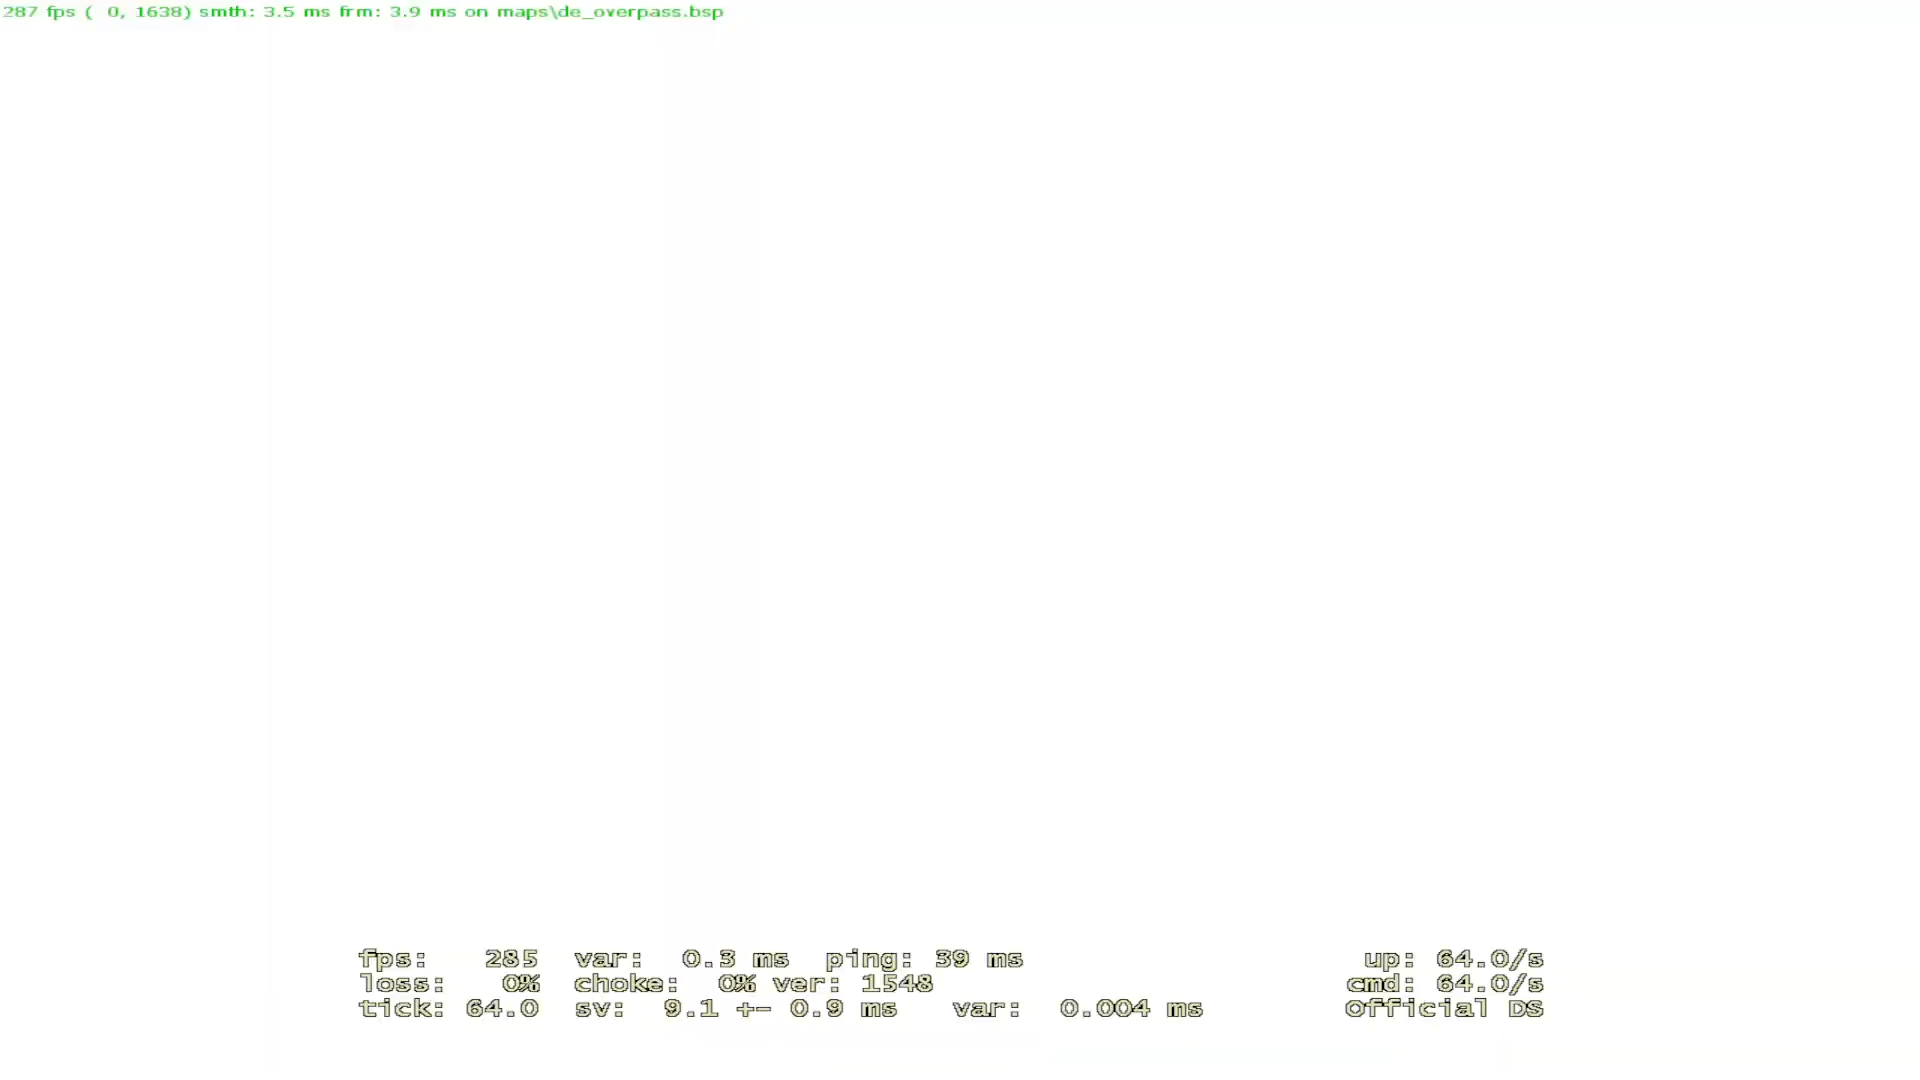 287 fps ( 0, 1638) smth: 3.5 ms frm: 3.9 ms on maps\de_overpass.bsp
fps: 285 var: 0.3 ms ping: 39 ms up: 64.0/s
loss: 0% choke: 0% ver: 1548 cmd: 64.0/s
tick: 64.0 sv: 9.1 +- 0.9 ms var: 0.004 ms Official DS